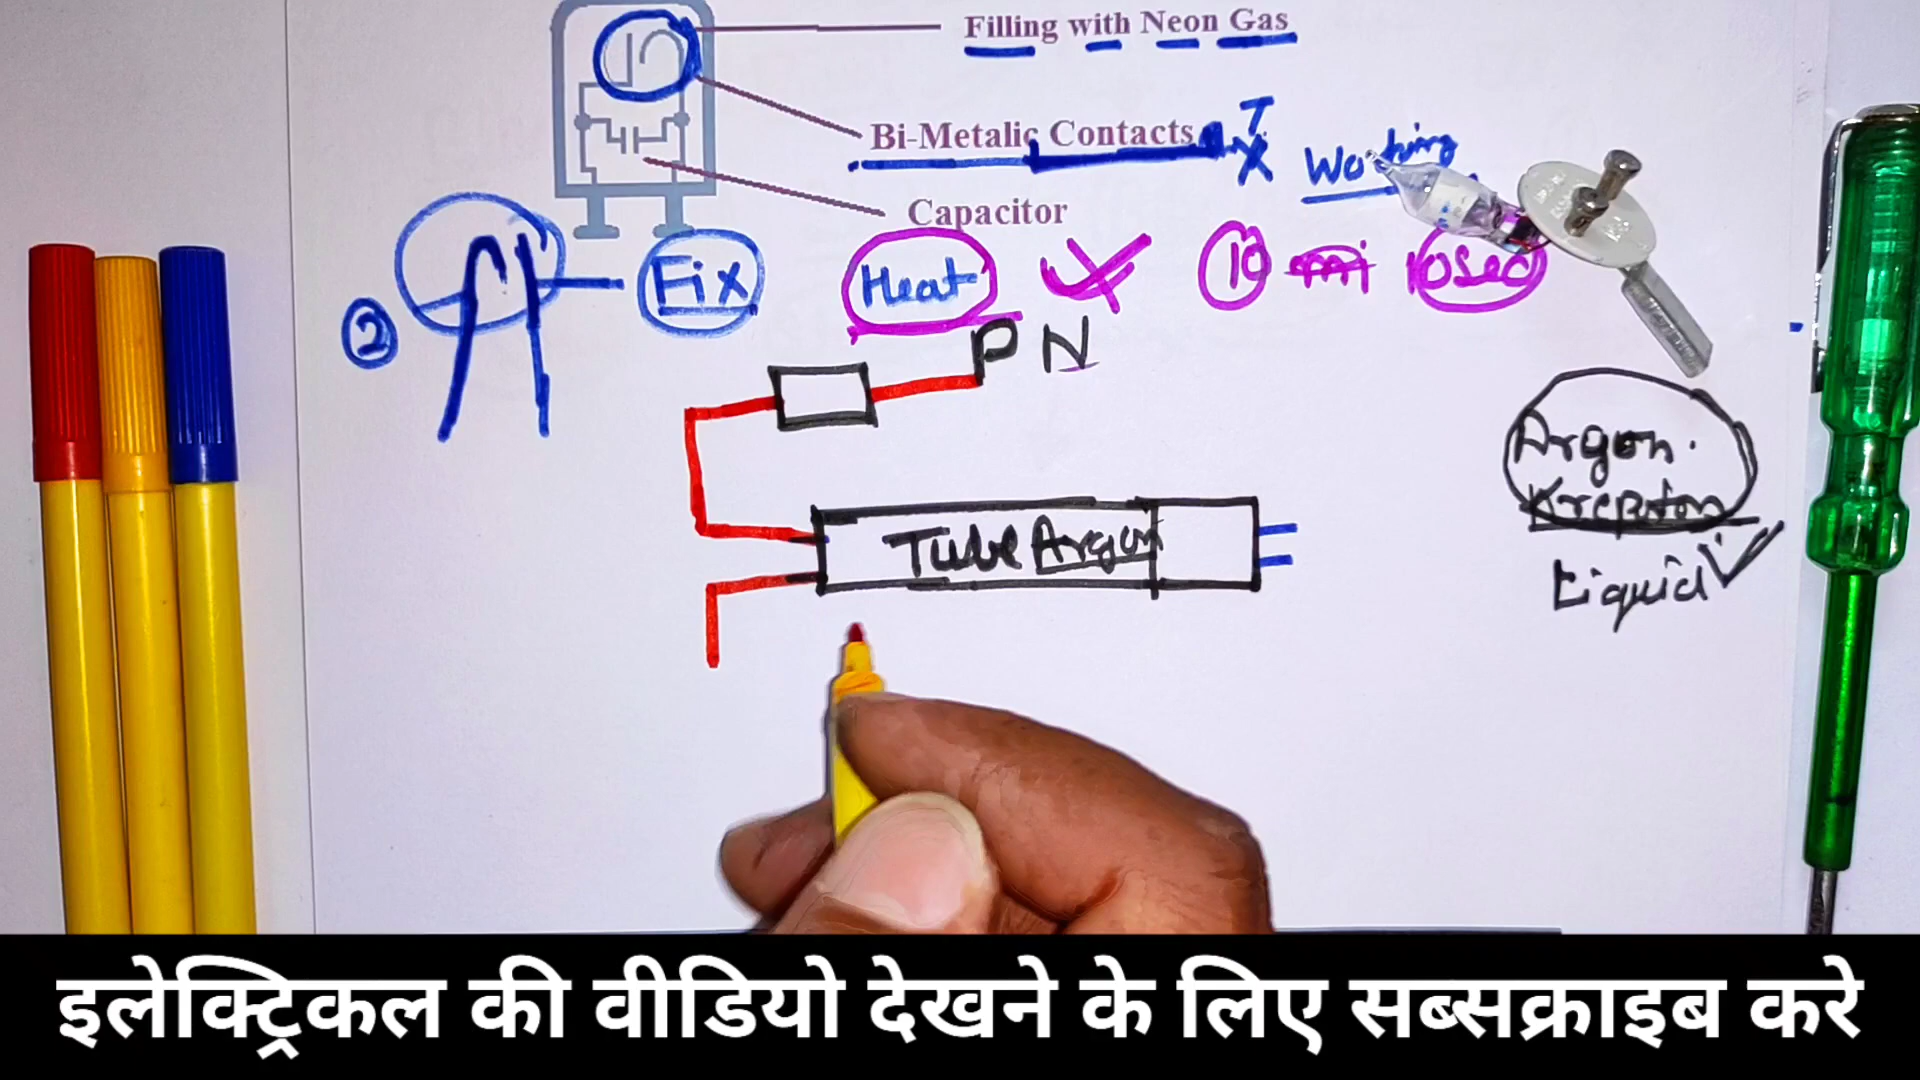 Filling with Neon Gas
Bi-Metalic Contacts
Working
Capacitor
2
Fix
Heat
10
10Sec
P N
Tube Argon
Argon.
Krepton
Liquid
इलेक्ट्रिकल की वीडियो देखने के लिए सब्सक्राइब करे